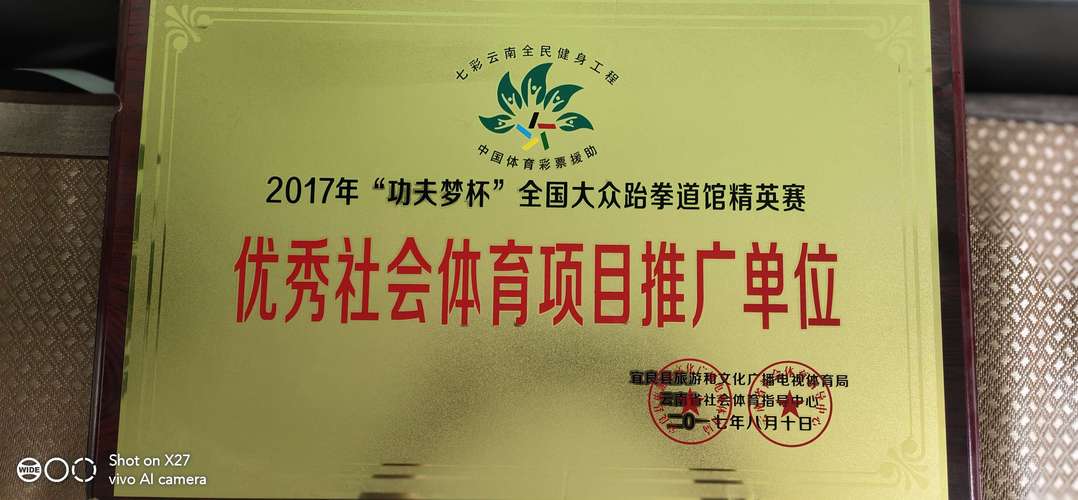 七彩云南全民健身工程
中国体育彩票援助
2017年“功夫梦杯”全国大众跆拳道馆精英赛
优秀社会体育项目推广单位
宜良县旅游和文化广播电视体育局
云南省社会体育指导中心
二〇一七年八月十日
WIDE
Shot on X27
vivo AI camera